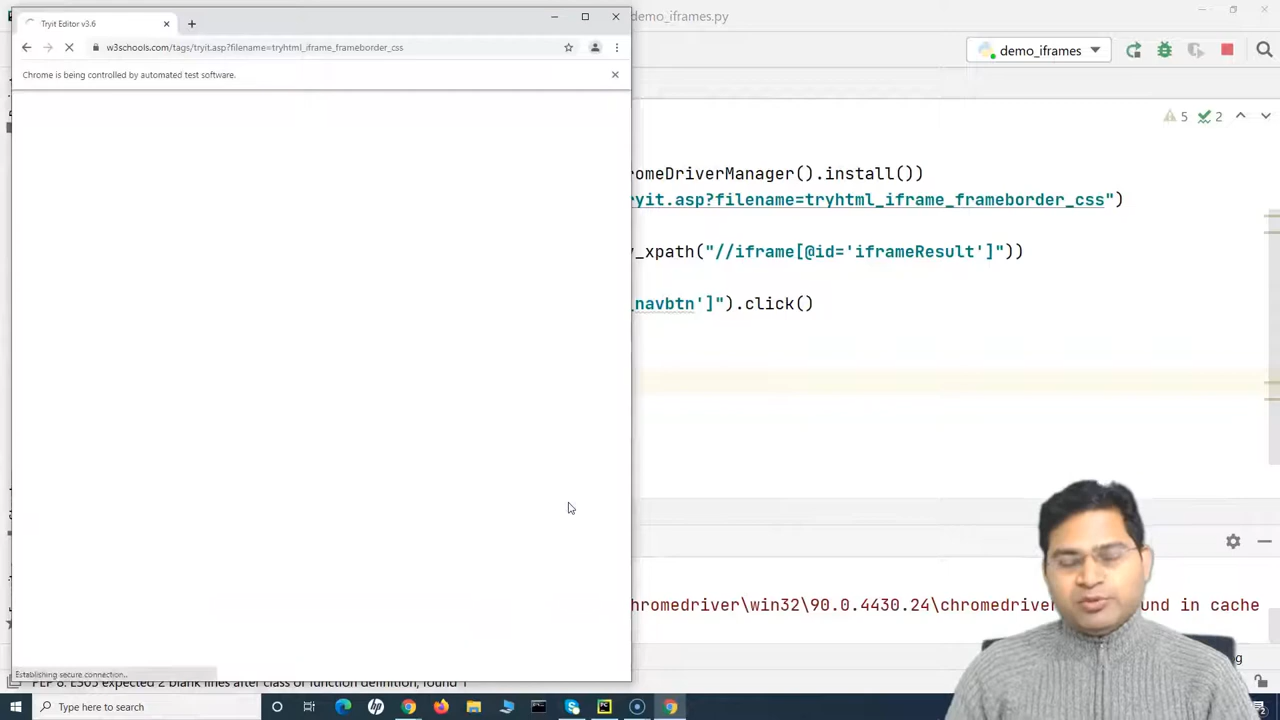 Tryit Editor v3.6
demo_iframes.py
w3schools.com/tags/tryit.asp?filename=tryhtml_iframe_frameborder_css
demo_iframes
Chrome is being controlled by automated test software.
5 2
romeDriverManager().install())
ryit.asp?filename=tryhtml_iframe_frameborder_css")
_xpath("//iframe[@id='iframeResult']"))
_navbtn']").click()
hromedriver\win32\90.0.4430.24\chromedriver
und in cache
Establishing secure connection...
PEP 8: E305 expected 2 blank lines after class or function definition, found 1
Type here to search